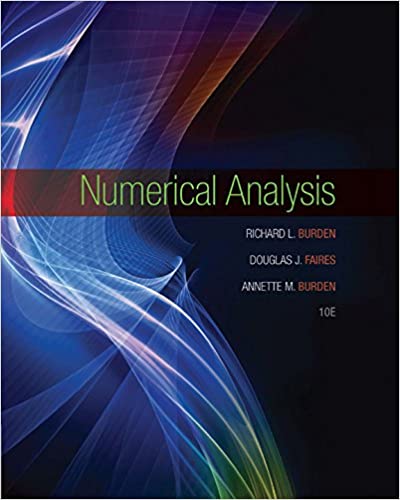 Numerical Analysis
RICHARD L. BURDEN
DOUGLAS J. FAIRES
ANNETTE M. BURDEN
10E